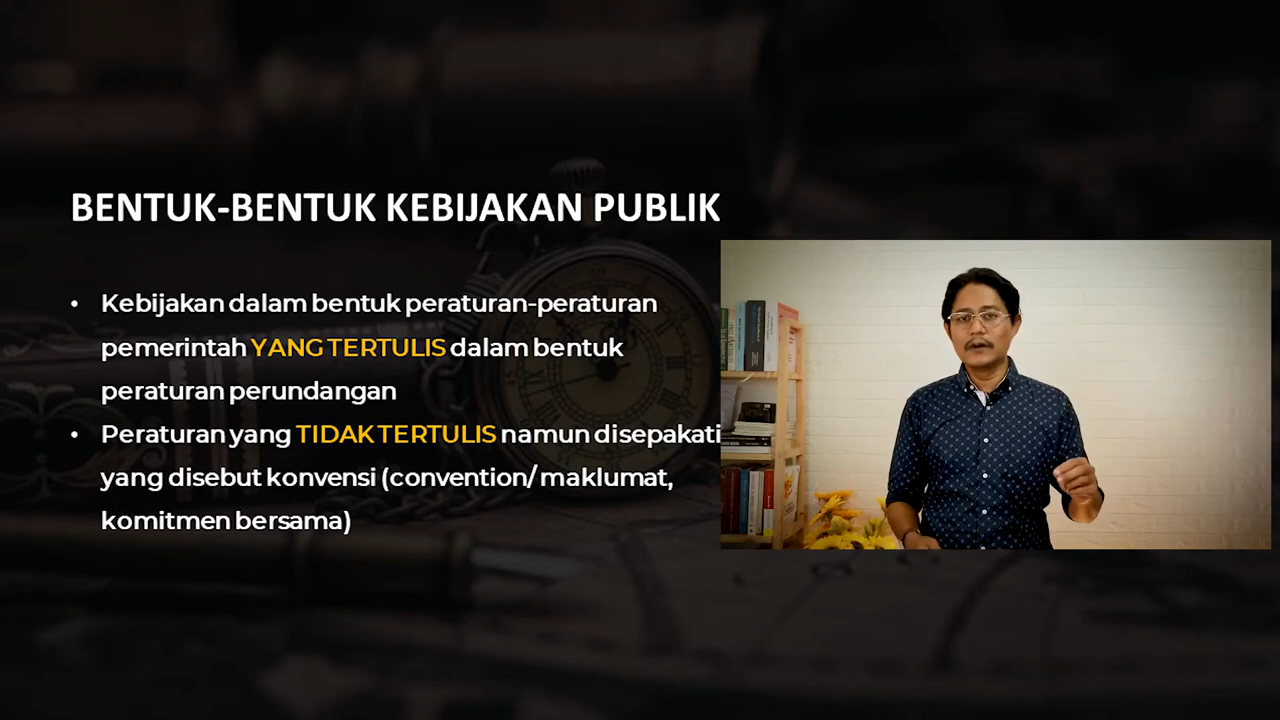 BENTUK-BENTUK KEBIJAKAN PUBLIK
• Kebijakan dalam bentuk peraturan-peraturan
pemerintah YANG TERTULIS dalam bentuk
peraturan perundangan
• Peraturan yang TIDAK TERTULIS namun disepakati
yang disebut konvensi (convention/ maklumat,
komitmen bersama)